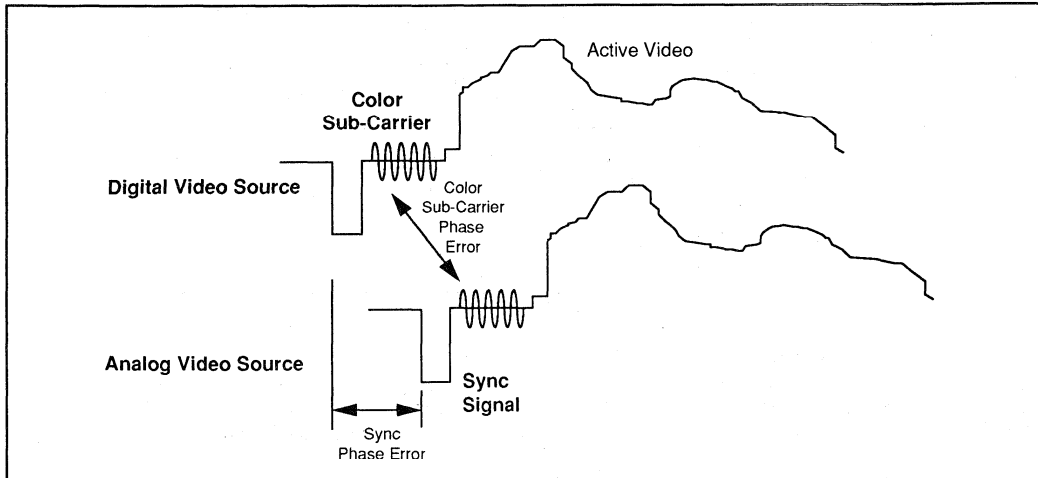 Active Video
Color
Sub-Carrier
Digital Video Source
Color
Sub-Carrier
Phase
Error
Analog Video Source
Sync
Signal
Sync
Phase Error